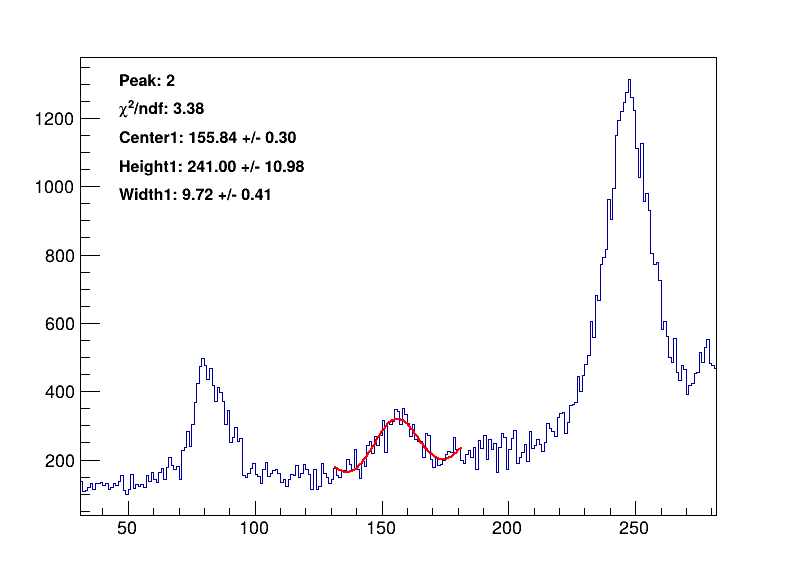 Peak: 2
χ²/ndf: 3.38
Center1: 155.84 +/- 0.30
Height1: 241.00 +/- 10.98
Width1: 9.72 +/- 0.41
1200
1000
800
600
400
200
50 100 150 200 250